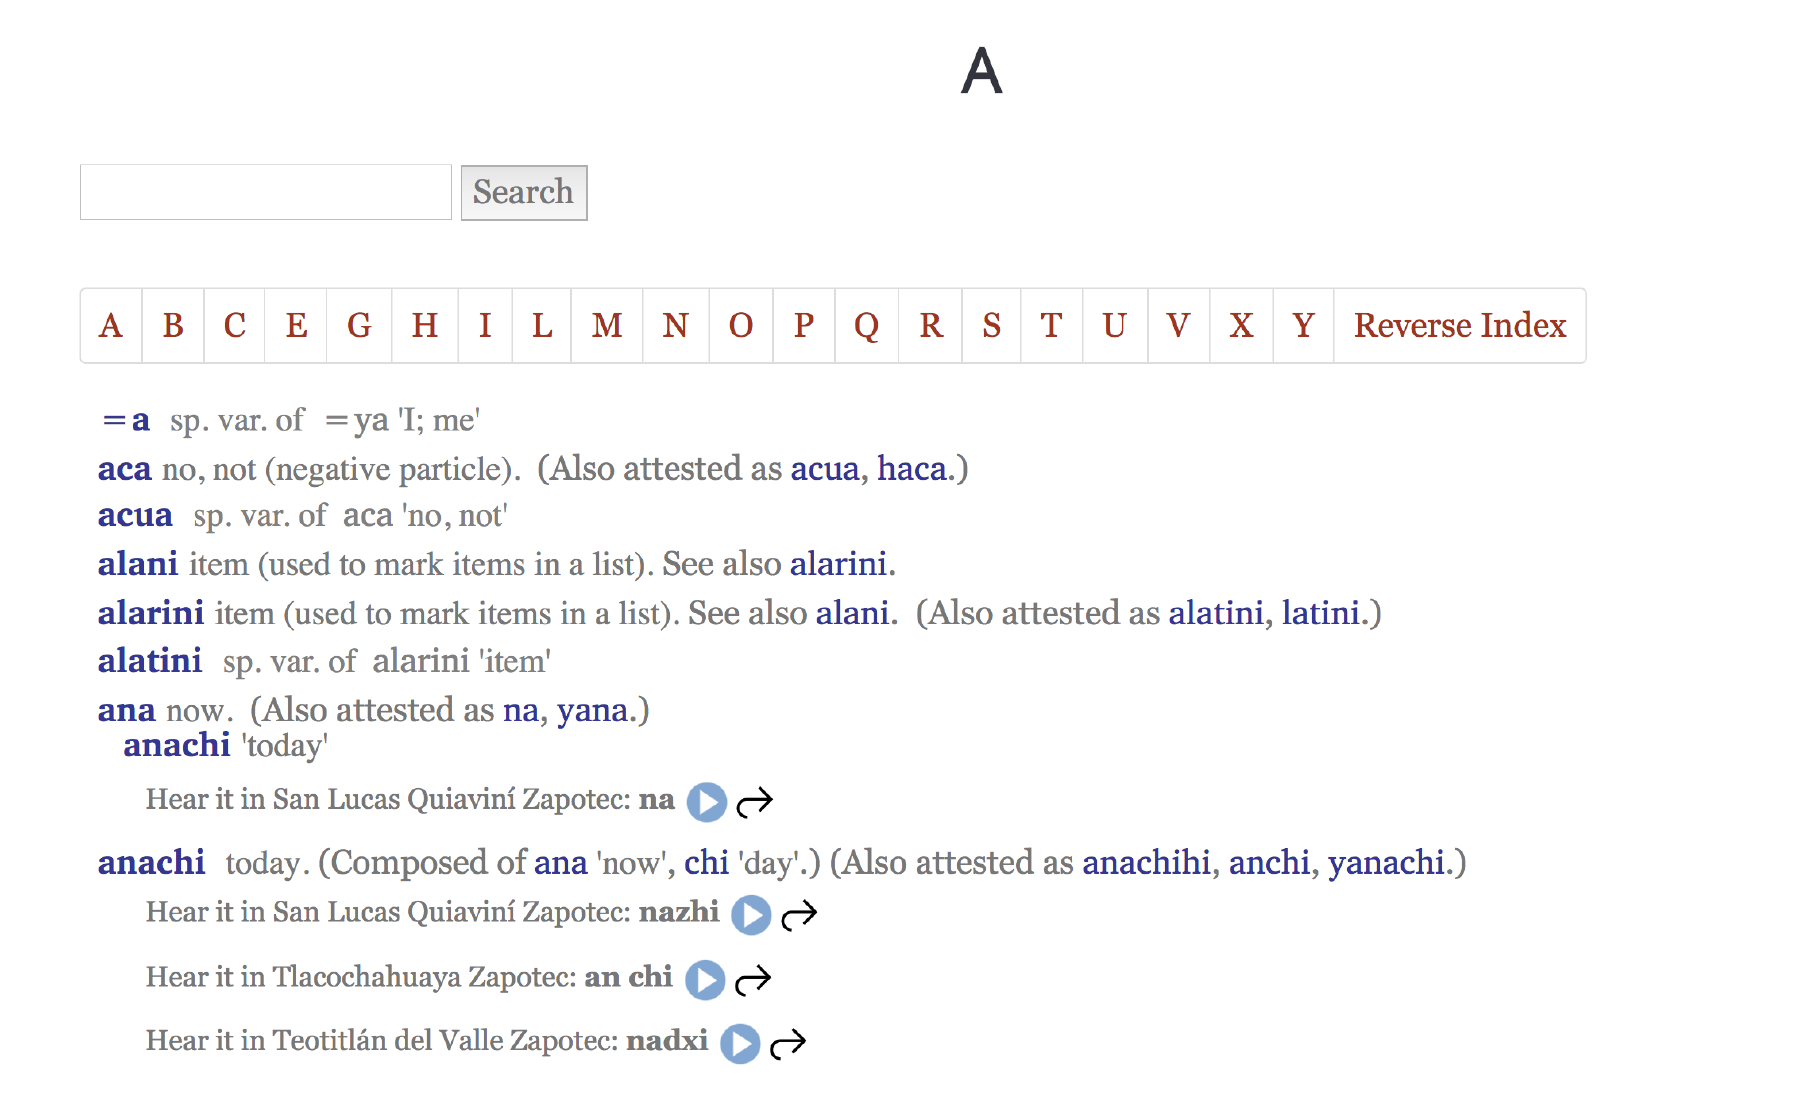 A
Search
A B C E G H I L M N O P Q R S T U V X Y Reverse Index
=a sp. var. of =ya 'I; me'
aca no, not (negative particle). (Also attested as acua, haca.)
acua sp. var. of aca 'no, not'
alani item (used to mark items in a list). See also alarini.
alarini item (used to mark items in a list). See also alani. (Also attested as alatini, latini.)
alatini sp. var. of alarini 'item'
ana now. (Also attested as na, yana.)
anachi 'today'
Hear it in San Lucas Quiaviní Zapotec: na
anachi today. (Composed of ana 'now', chi 'day'.) (Also attested as anachihi, anchi, yanachi.)
Hear it in San Lucas Quiaviní Zapotec: nazhi
Hear it in Tlacochahuaya Zapotec: an chi
Hear it in Teotitlán del Valle Zapotec: nadxi